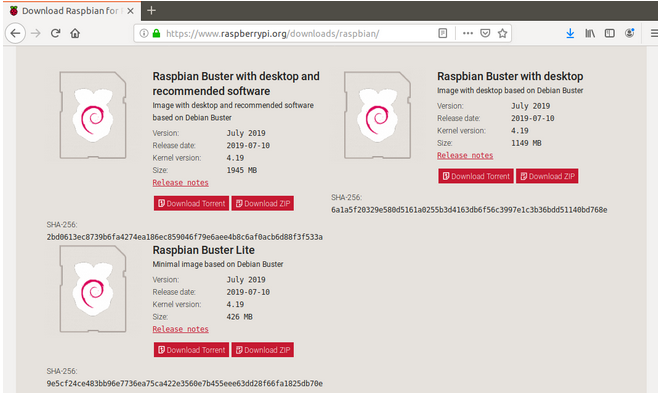 Download Raspbian for
https://www.raspberrypi.org/downloads/raspbian/
Raspbian Buster with desktop and
recommended software
Image with desktop and recommended software
based on Debian Buster
Version: July 2019
Release date: 2019-07-10
Kernel version: 4.19
Size: 1945 MB
Release notes
Download Torrent Download ZIP
SHA-256:
2bd0613ec8739b6fa4274ea186ec859046f79e6aee4b8c6af0acb6d88f3f533a
Raspbian Buster with desktop
Image with desktop based on Debian Buster
Version: July 2019
Release date: 2019-07-10
Kernel version: 4.19
Size: 1149 MB
Release notes
Download Torrent Download ZIP
SHA-256:
6a1a5f20329e580d5161a0255b3d4163db6f56c3997e1c3b36bdd51140bd768e
Raspbian Buster Lite
Minimal image based on Debian Buster
Version: July 2019
Release date: 2019-07-10
Kernel version: 4.19
Size: 426 MB
Release notes
Download Torrent Download ZIP
SHA-256:
9e5cf24ce483bb96e7736ea75ca422e3560e7b455eee63dd28f66fa1825db70e